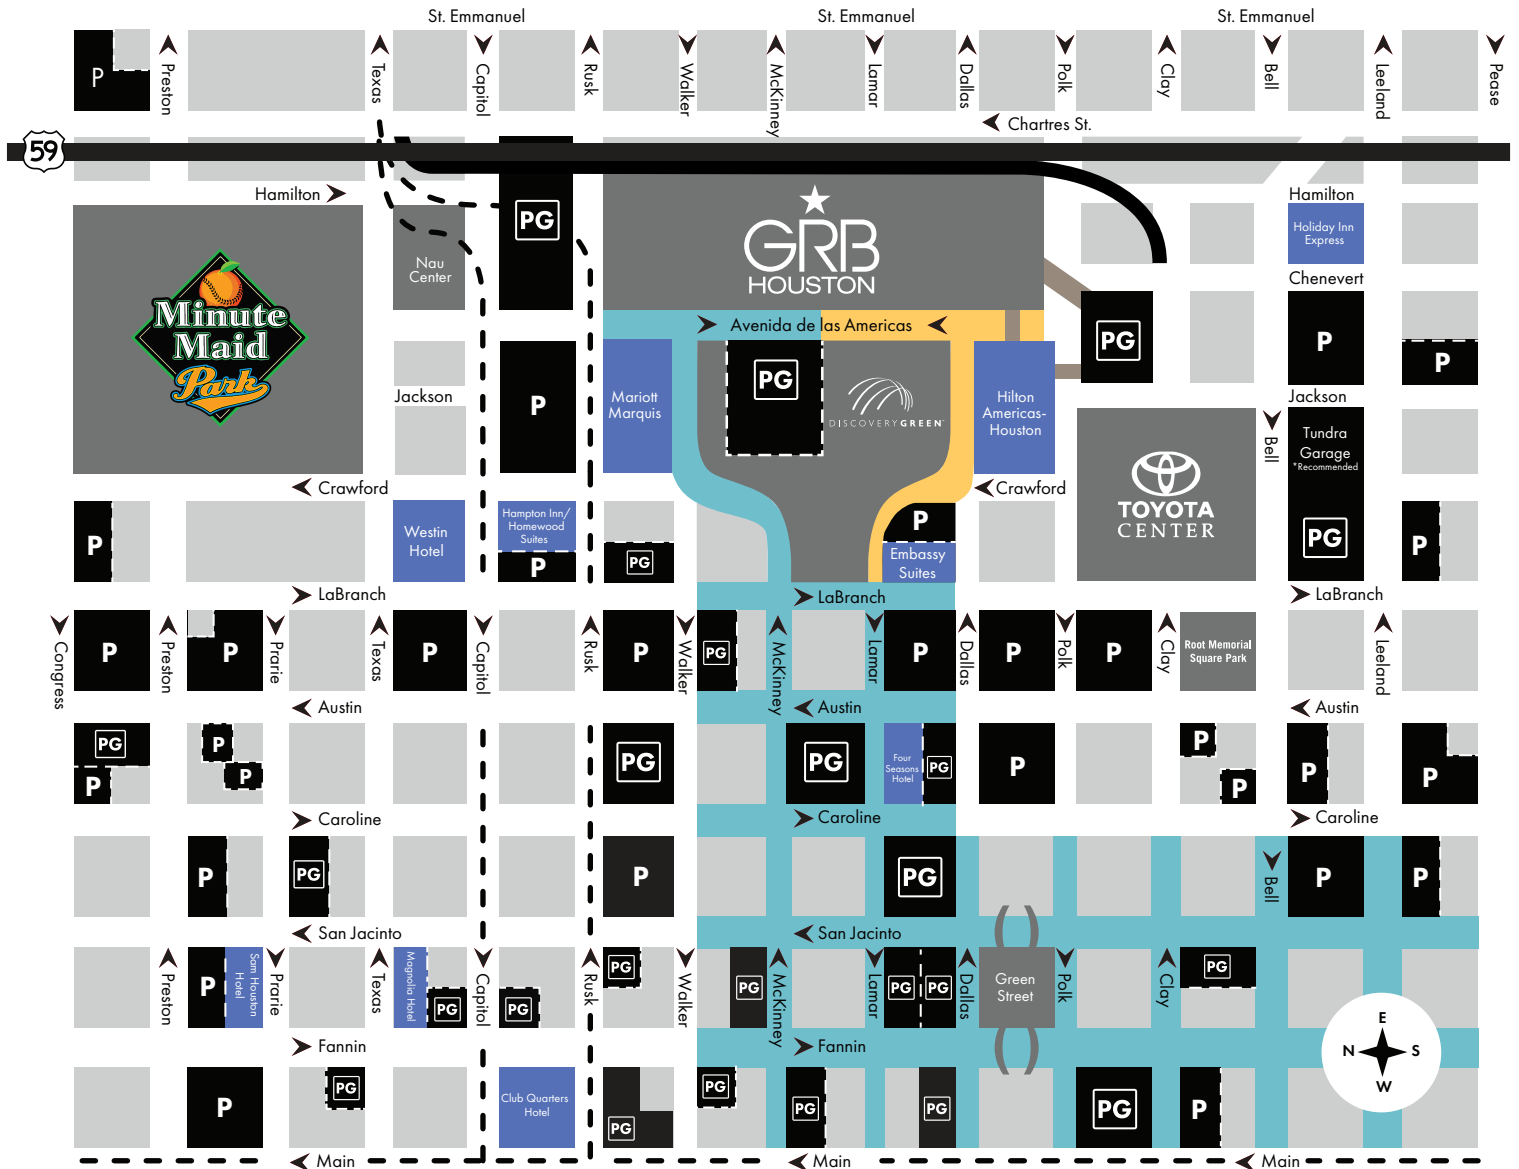 St. Emmanuel
St. Emmanuel
St. Emmanuel
P
Preston
Texas
Capitol
Rusk
Walker
McKinney
Lamar
Dallas
Polk
Clay
Bell
Leeland
Pease
Chartres St.
59
Hamilton
Hamilton
Minute
Maid
Park
Nau
Center
PG
GRB
HOUSTON
Holiday Inn
Express
Chenevert
Avenida de las Americas
PG
P
P
Jackson
P
Mariott
Marquis
PG
DISCOVERY GREEN
Hilton
Americas-
Houston
Jackson
Bell
Tundra
Garage
*Recommended
PG
TOYOTA
CENTER
Crawford
Crawford
P
Westin
Hotel
Hampton Inn/
Homewood
Suites
P
PG
P
Embassy
Suites
P
LaBranch
LaBranch
LaBranch
Congress
P
Preston
P
Prarie
Texas
P
Capitol
Rusk
P
Walker
PG
McKinney
Lamar
P
Dallas
P
Polk
P
Clay
Root Memorial
Square Park
Leeland
Austin
Austin
Austin
PG
P
P
P
PG
PG
Four
Seasons
Hotel
PG
P
P
P
P
P
Caroline
Caroline
Caroline
P
PG
P
PG
Bell
P
P
San Jacinto
San Jacinto
Preston
P
Sam Houston
Hotel
Prarie
Texas
Magnolia Hotel
PG
Capitol
PG
Rusk
PG
Walker
PG
McKinney
Lamar
PG
PG
Dallas
Green
Street
Polk
Clay
PG
Fannin
Fannin
E
N
S
W
P
PG
Club Quarters
Hotel
PG
PG
PG
PG
PG
P
Main
Main
Main